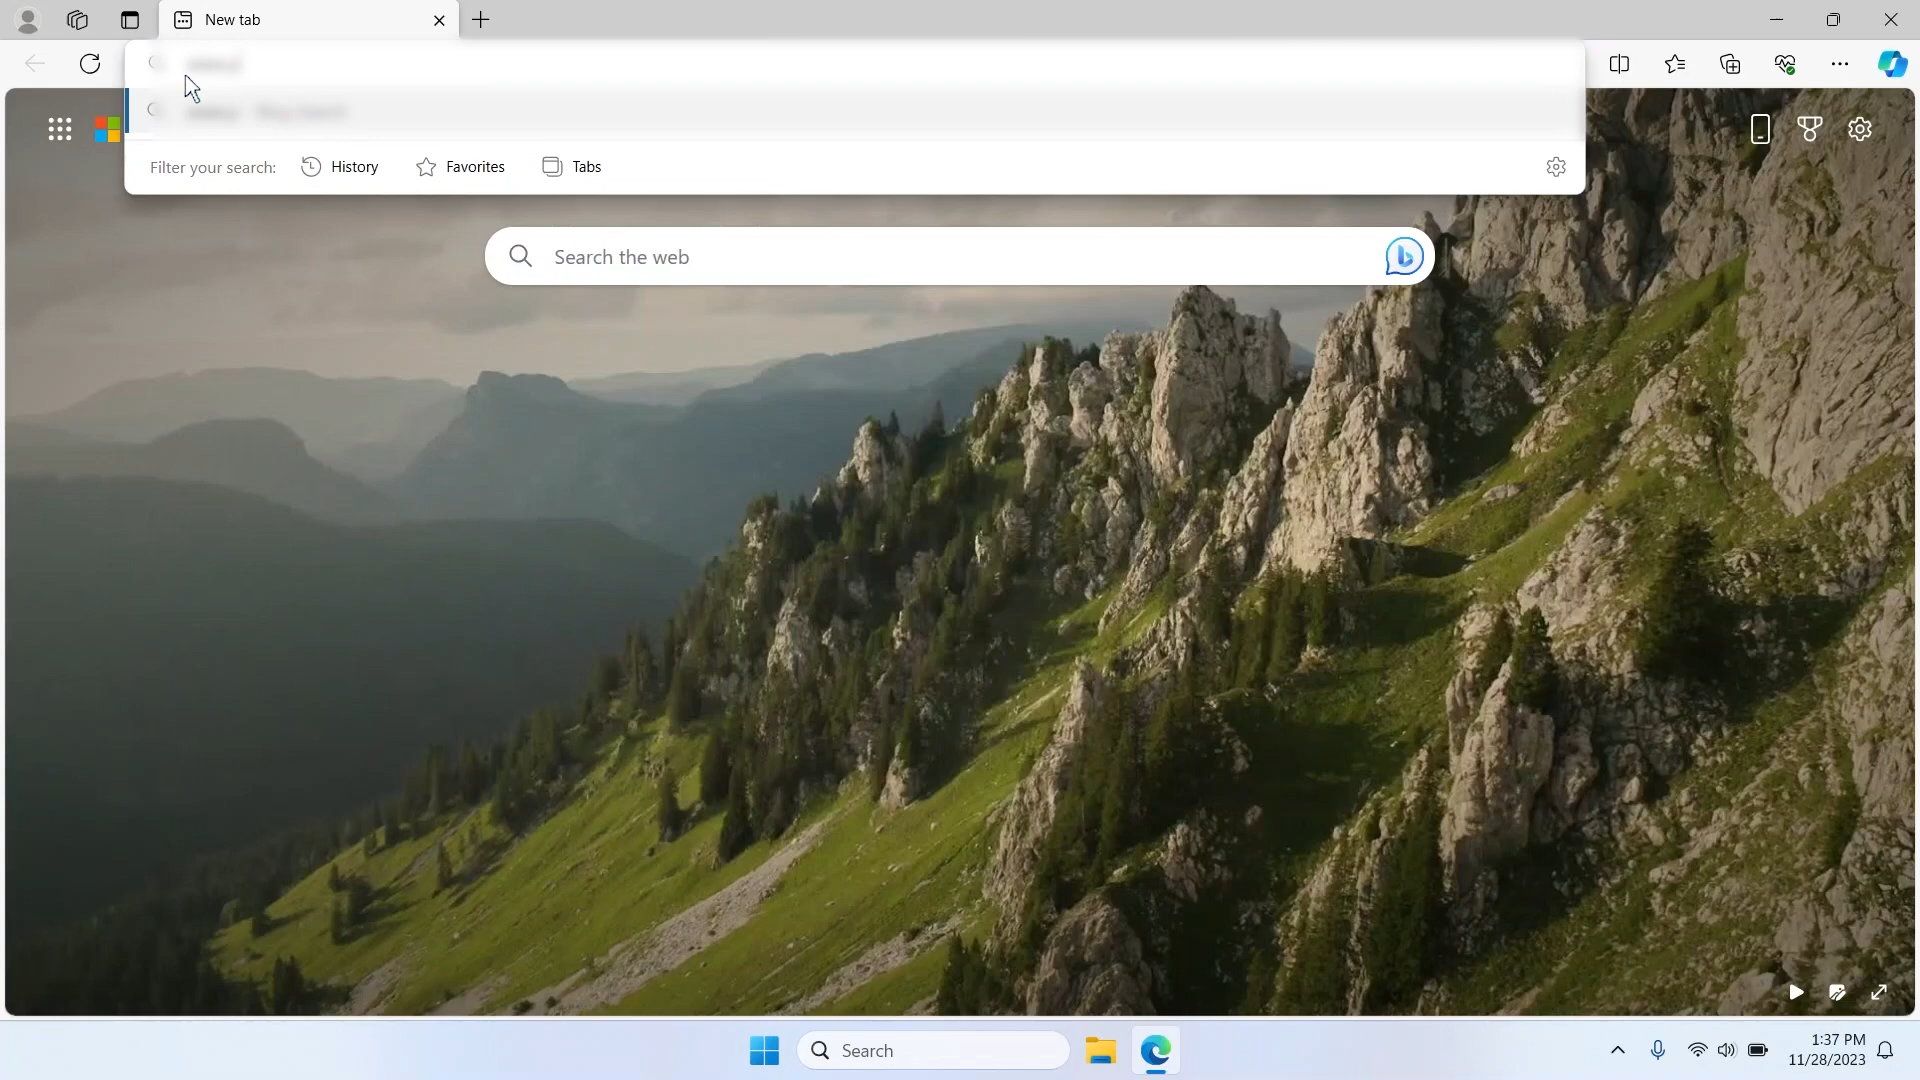 New tab
Filter your search: History Favorites Tabs
Search the web
Search
1:37 PM
11/28/2023